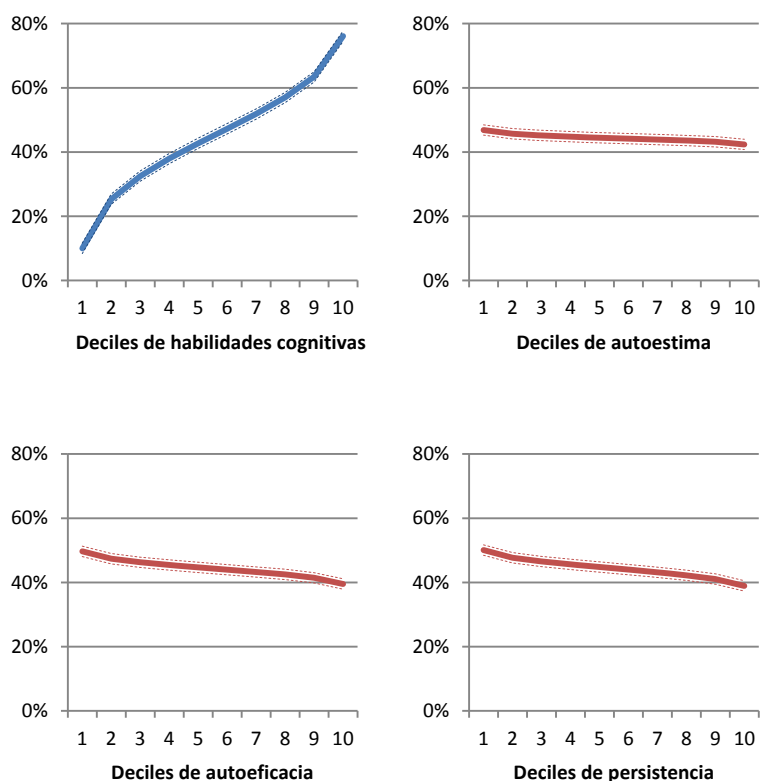 80%
60%
40%
20%
0%
1 2 3 4 5 6 7 8 9 10
Deciles de habilidades cognitivas
80%
60%
40%
20%
0%
1 2 3 4 5 6 7 8 9 10
Deciles de autoestima
80%
60%
40%
20%
0%
1 2 3 4 5 6 7 8 9 10
Deciles de autoeficacia
80%
60%
40%
20%
0%
1 2 3 4 5 6 7 8 9 10
Deciles de persistencia